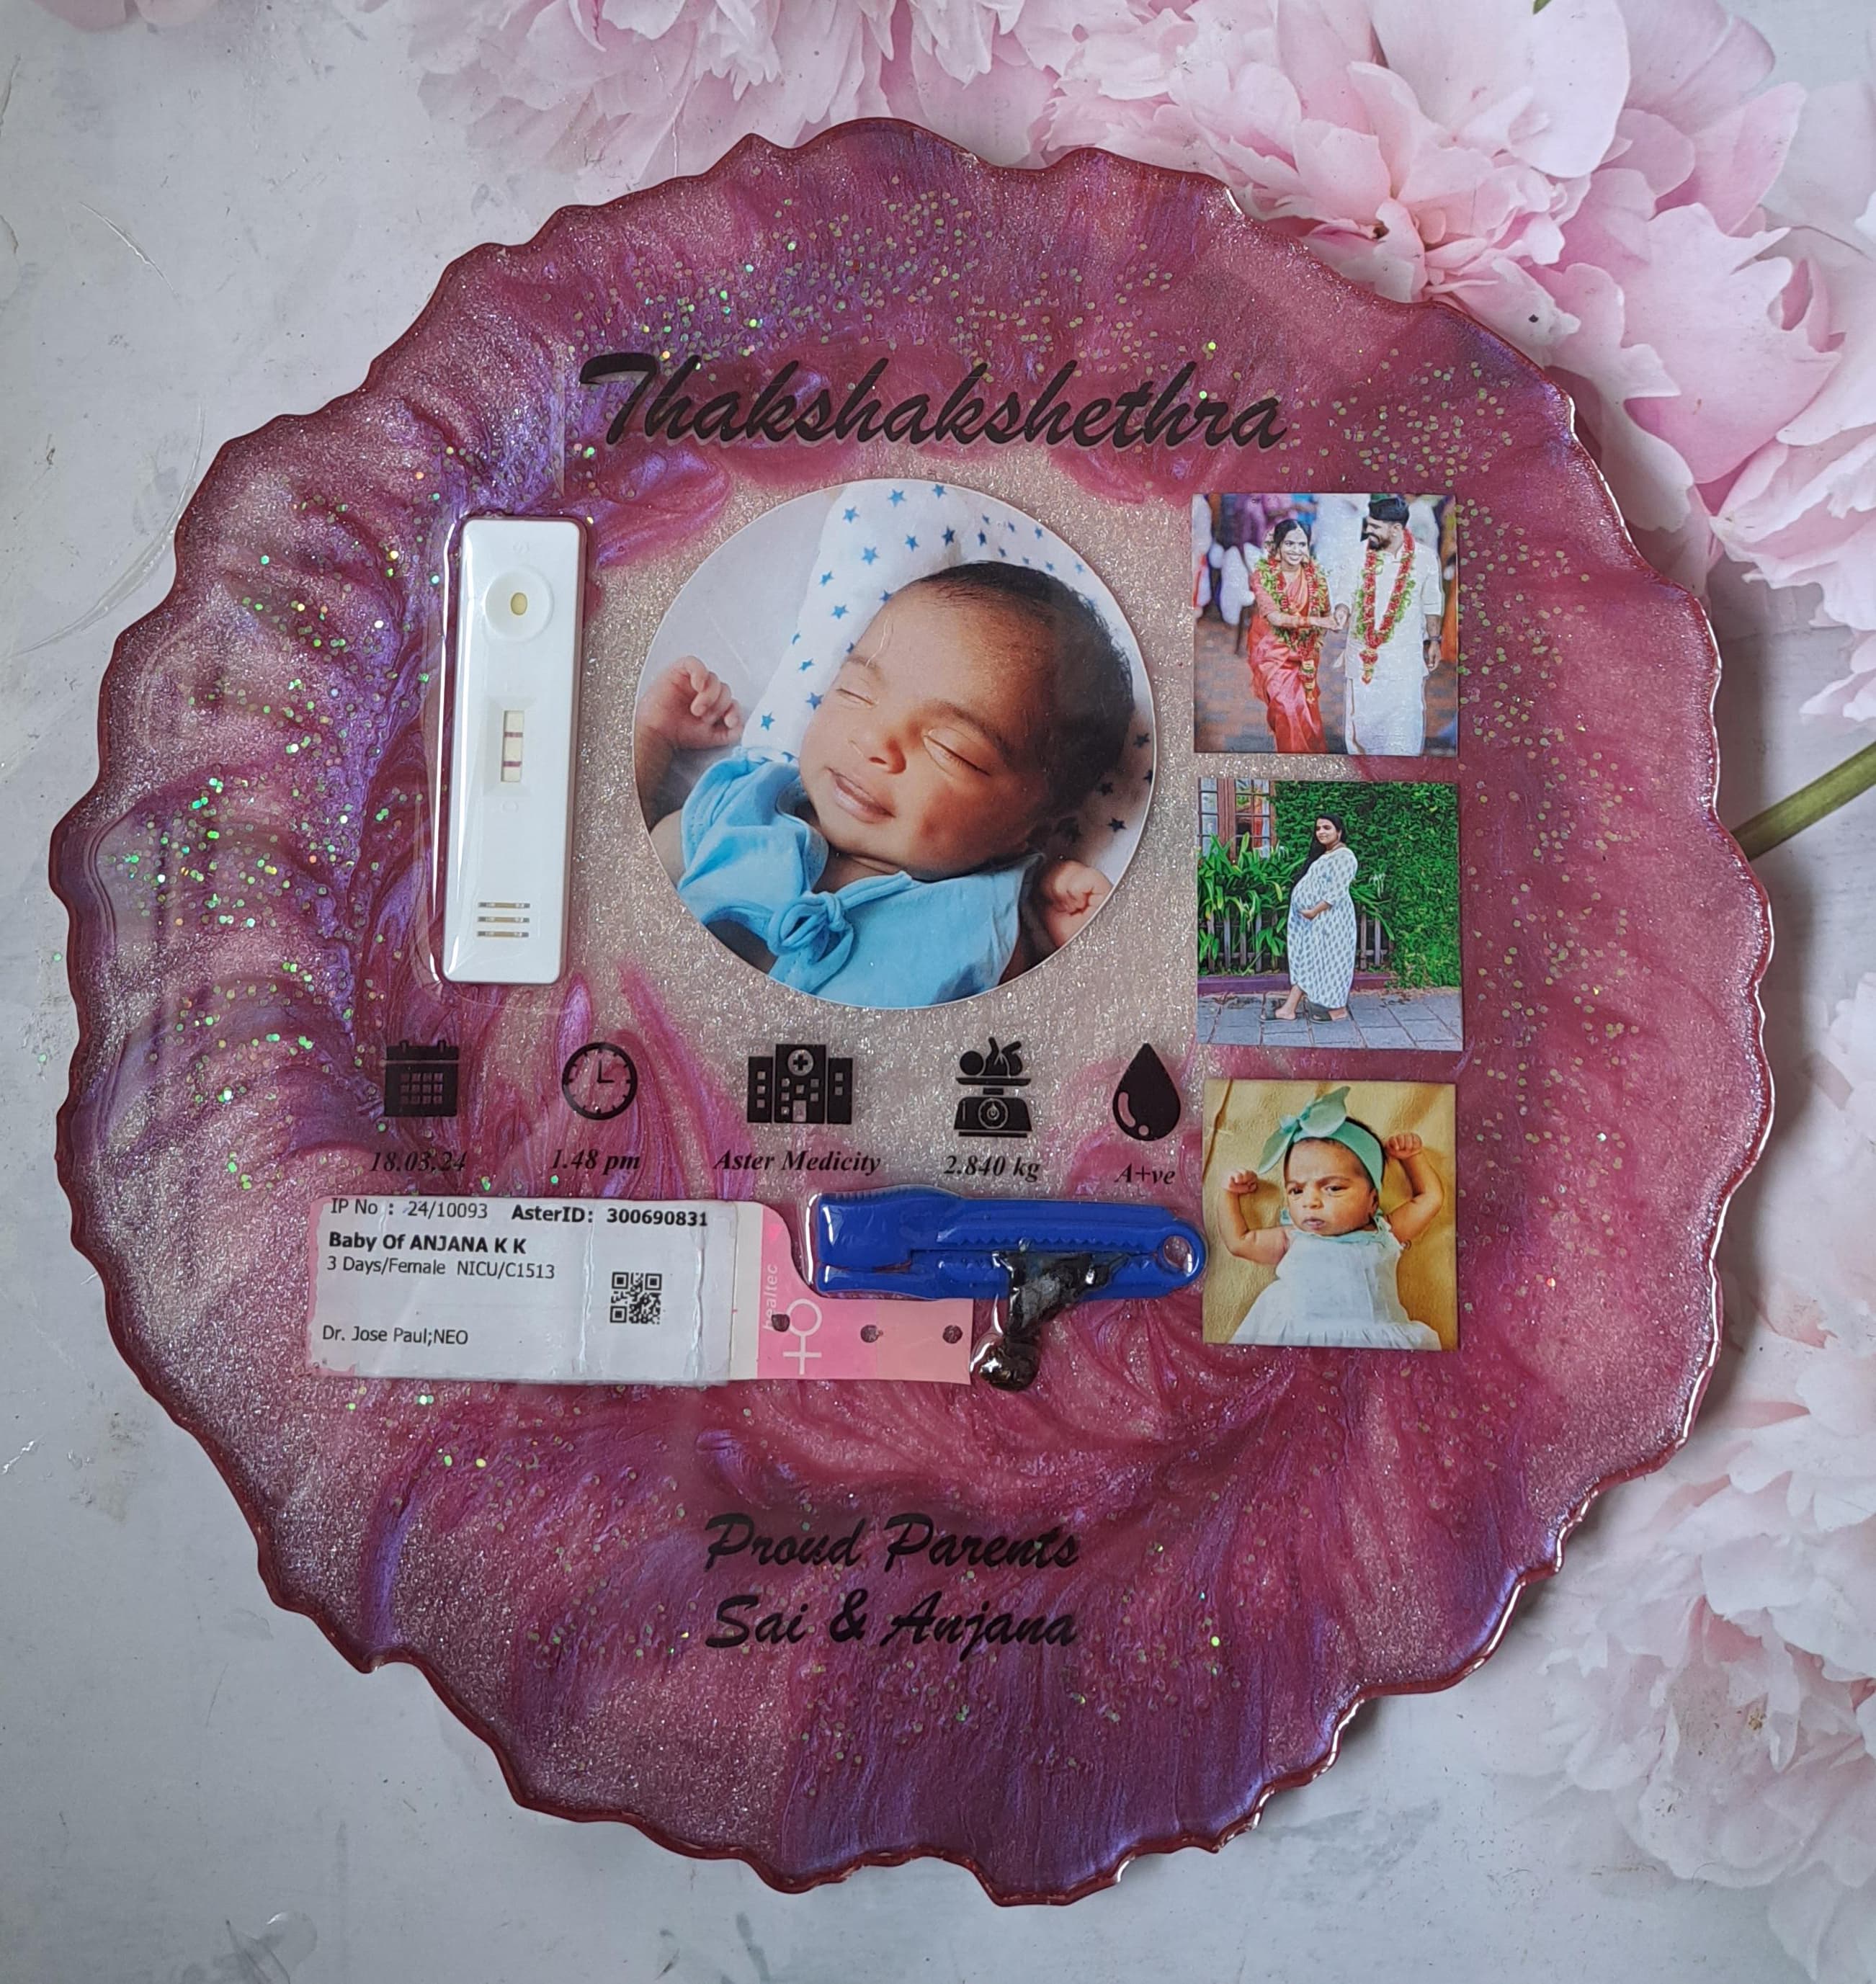 Thakshakshethra
18.03.24
1.48 pm
Aster Medicity
2.840 kg
A+ve
IP No : 24/10093 AsterID: 300690831
Baby Of ANJANA K K
3 Days/Female NICU/C1513
Dr. Jose Paul;NEO
healtec
Proud Parents
Sai & Anjana